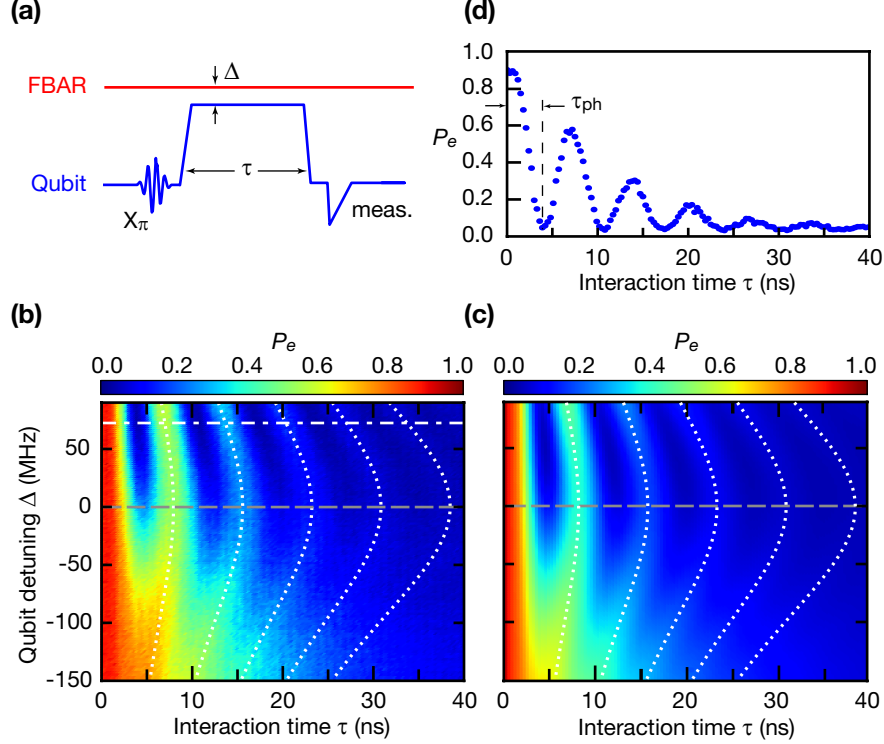 (a)
FBAR
Δ
Qubit
τ
Xπ
meas.
(d)
1.0
0.8
0.6
Pe
0.4
0.2
0.0
τph
0 10 20 30 40
Interaction time τ (ns)
(b)
Pe
0.0 0.2 0.4 0.6 0.8 1.0
50
0
-50
-100
-150
Qubit detuning Δ (MHz)
0 10 20 30 40
Interaction time τ (ns)
(c)
Pe
0.0 0.2 0.4 0.6 0.8 1.0
0 10 20 30 40
Interaction time τ (ns)